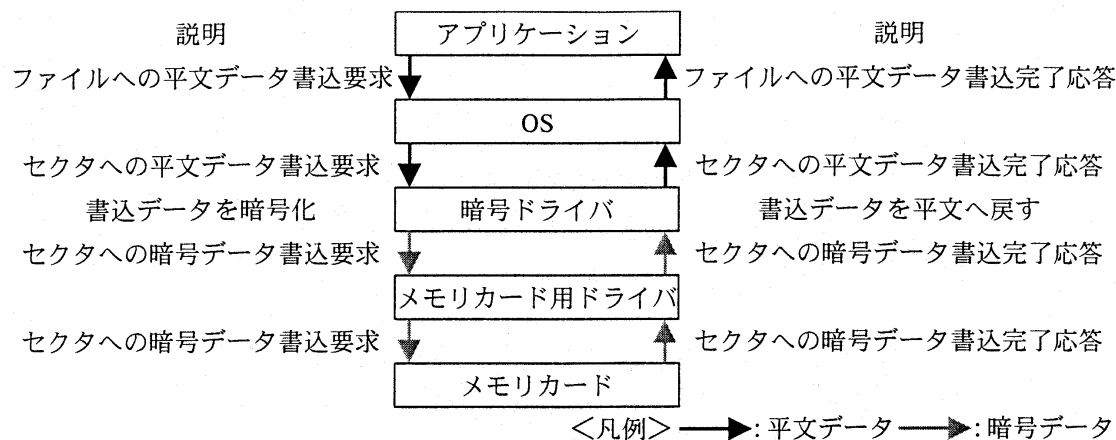 説明 アプリケーション 説明
ファイルへの平文データ書込要求 ファイルへの平文データ書込完了応答
OS
セクタへの平文データ書込要求 セクタへの平文データ書込完了応答
書込データを暗号化 暗号ドライバ 書込データを平文へ戻す
セクタへの暗号データ書込要求 セクタへの暗号データ書込完了応答
メモリカード用ドライバ
セクタへの暗号データ書込要求 セクタへの暗号データ書込完了応答
メモリカード
<凡例> : 平文データ : 暗号データ